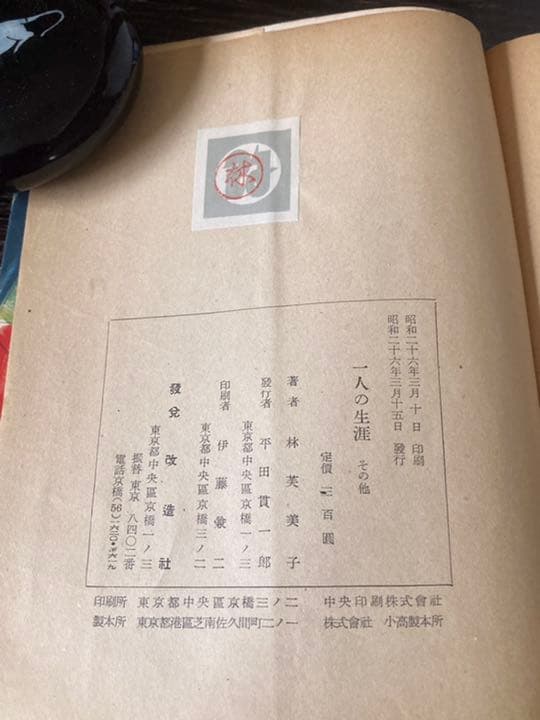 林
昭和二十六年三月十日 印刷
昭和二十六年三月十五日 發行
一人の生涯 その他
定價 三百圓
著者 林芙美子
發行者 平田貫一郎
東京都中央區京橋一ノ三
印刷者 伊藤
東京都中央區京橋三ノ二
發兌 改造社
東京都中央區京橋一ノ三
振替 東京 八四〇二番
電話京橋(56)
印刷所 東京都中央區京橋三ノ二 中央印刷株式會社
製本所 東京都港區芝南佐久間町二ノ一 株式會社 小高製本所